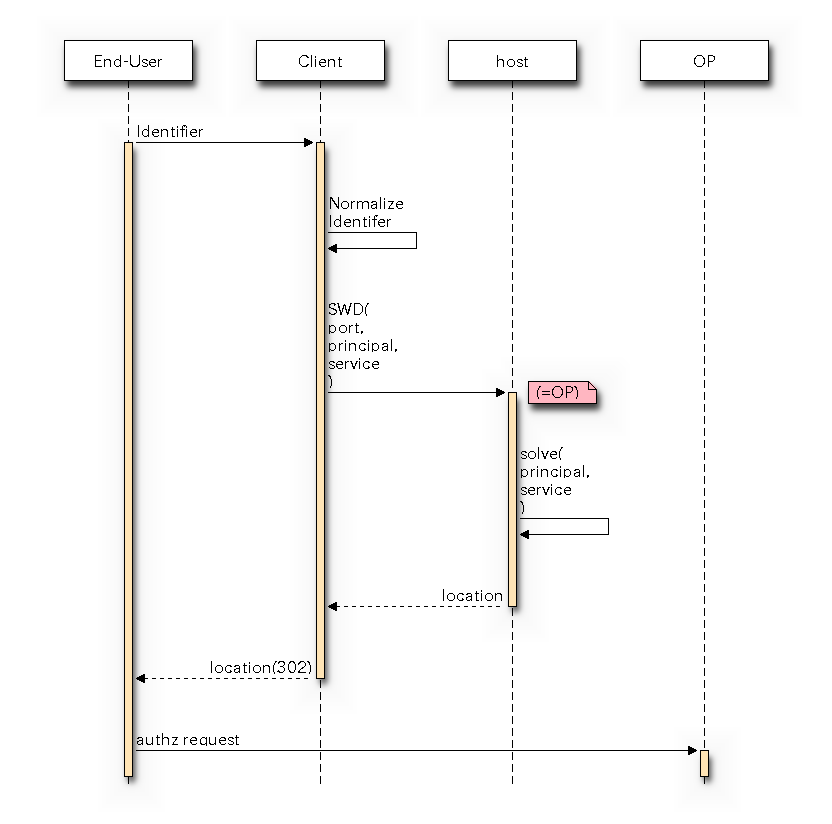 End-User
Client
host
OP
Identifier
Normalize
Identifer
SWD(
port,
principal,
service
)
(=OP)
solve(
principal,
service
)
location
location(302)
authz request